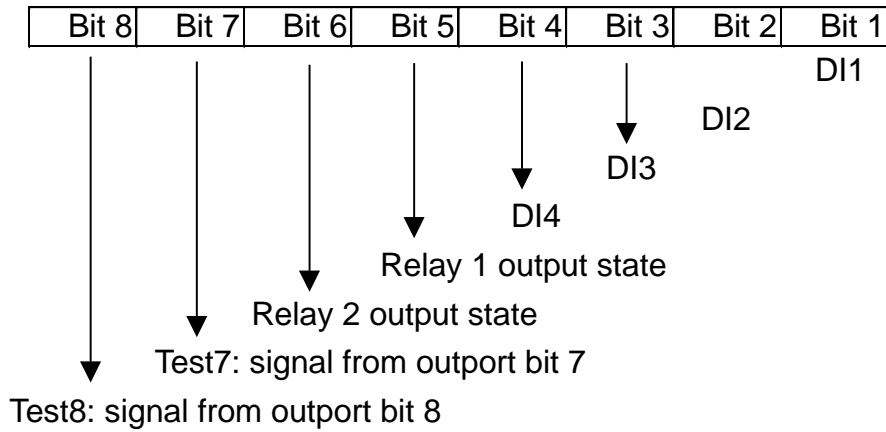 Bit 8 Bit 7 Bit 6 Bit 5 Bit 4 Bit 3 Bit 2 Bit 1
DI1
DI2
DI3
DI4
Relay 1 output state
Relay 2 output state
Test7: signal from outport bit 7
Test8: signal from outport bit 8